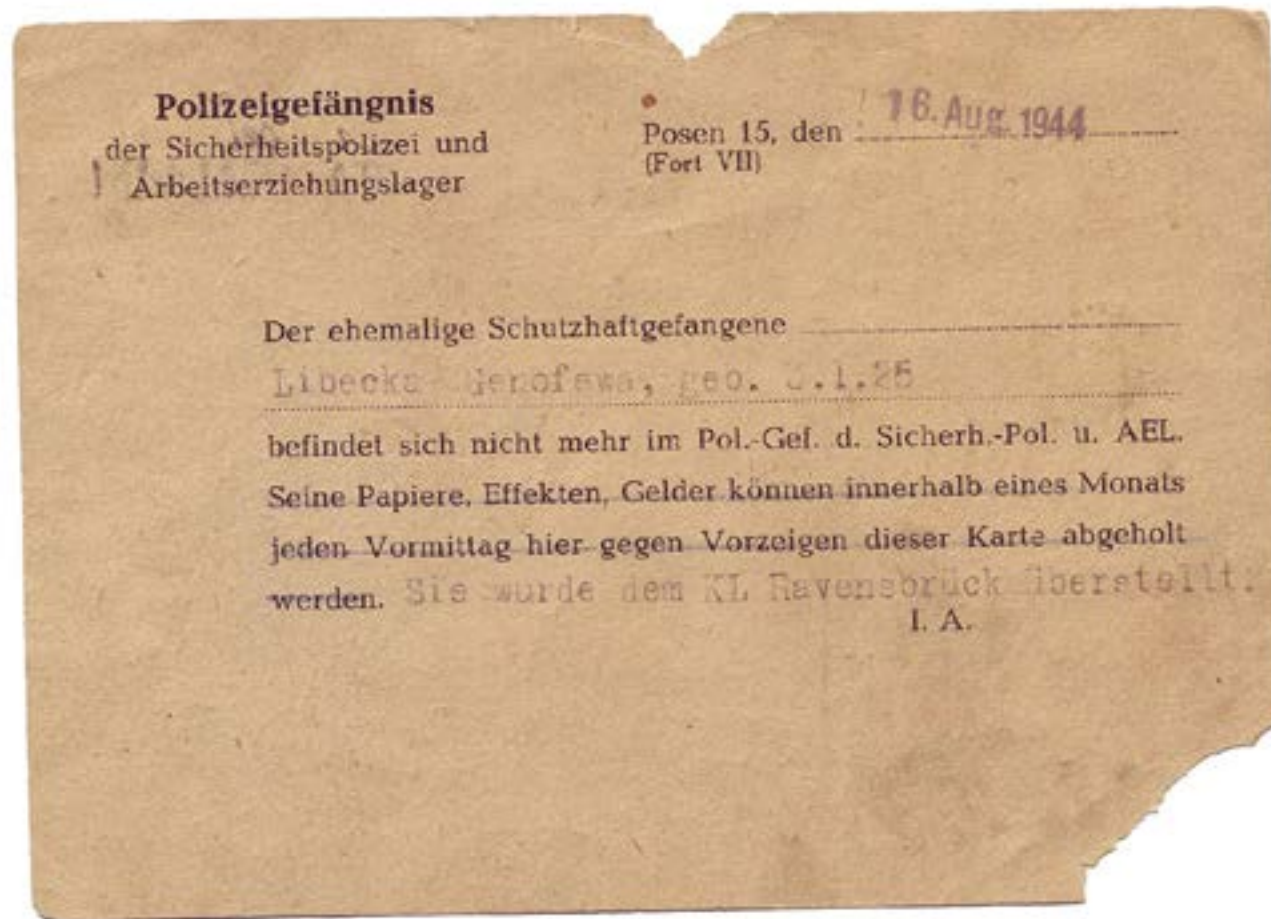 Polizeigefängnis
der Sicherheitspolizei und
Arbeitserziehungslager
Posen 15, den 16. Aug. 1944
(Fort VII)
Der ehemalige Schutzhaftgefangene
Libecka Genofewa, geb. .1.25
befindet sich nicht mehr im Pol.-Gef. d. Sicherh.-Pol. u. AEL.
Seine Papiere, Effekten, Gelder können innerhalb eines Monats
jeden Vormittag hier gegen Vorzeigen dieser Karte abgeholt
werden. Sie wurde dem KL Ravensbrück überstellt.
I. A.